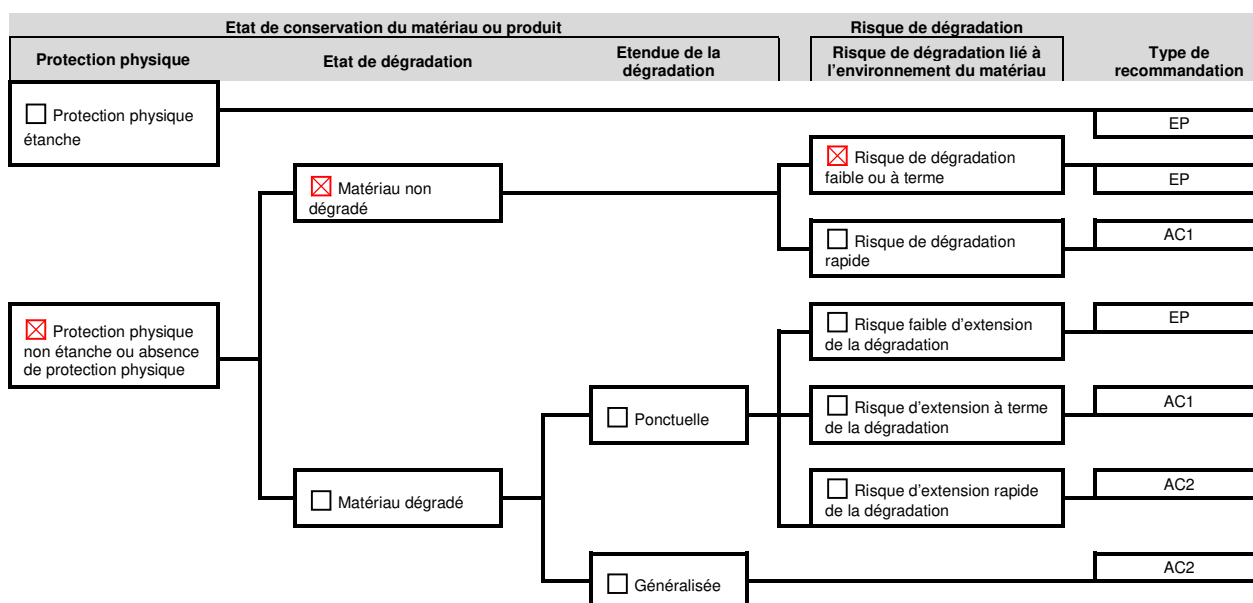 Etat de conservation du matériau ou produit
Risque de dégradation
Protection physique
Etat de dégradation
Etendue de la
dégradation
Risque de dégradation lié à
l'environnement du matériau
Type de
recommandation
Protection physique
étanche
EP
Matériau non
dégradé
Risque de dégradation
faible ou à terme
EP
Risque de dégradation
rapide
AC1
Protection physique
non étanche ou absence
de protection physique
Risque faible d'extension
de la dégradation
EP
Ponctuelle
Risque d'extension à terme
de la dégradation
AC1
Matériau dégradé
Risque d'extension rapide
de la dégradation
AC2
Généralisée
AC2